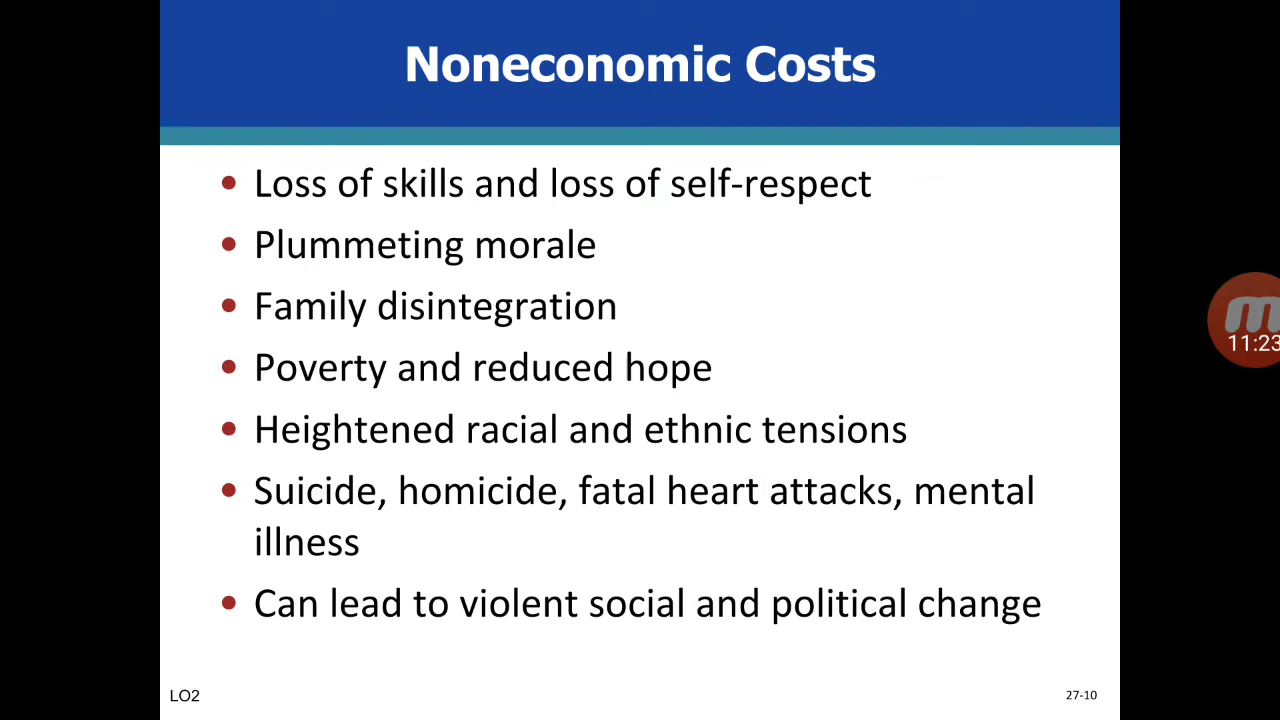 Noneconomic Costs
• Loss of skills and loss of self-respect
• Plummeting morale
• Family disintegration
• Poverty and reduced hope
• Heightened racial and ethnic tensions
• Suicide, homicide, fatal heart attacks, mental
illness
• Can lead to violent social and political change
m
11:23
LO2
27-10